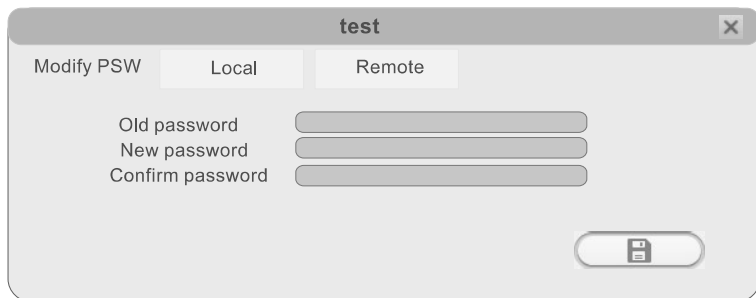 test
Modify PSW Local Remote
Old password
New password
Confirm password